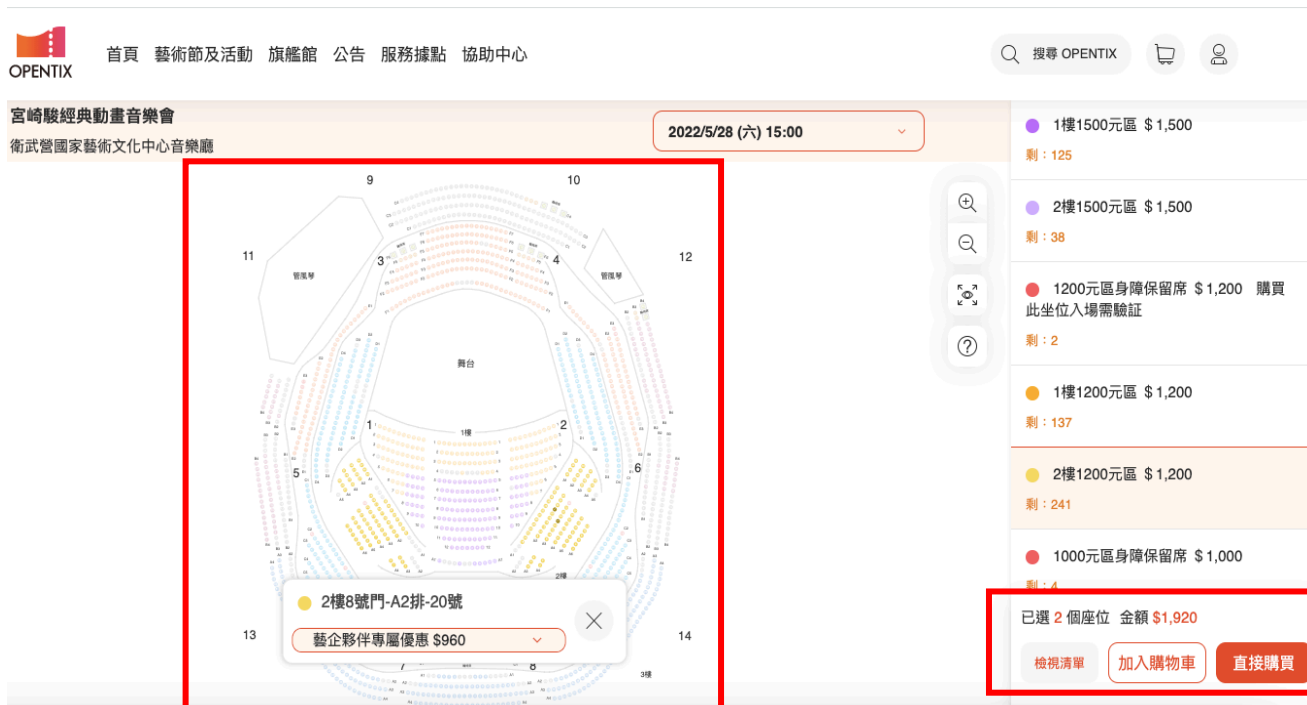 首頁 藝術節及活動 旗艦館 公告 服務據點 協助中心
搜尋 OPENTIX
OPENTIX
宮崎駿經典動畫音樂會
衛武營國家藝術文化中心音樂廳
2022/5/28 (六) 15:00
9
10
11
12
3
4
管風琴
管風琴
舞台
1
2
1樓
5
6
2樓
2樓8號門-A2排-20號
藝企夥伴專屬優惠 $960
13
14
7
8
3樓
1樓1500元區 $1,500
剩：125
2樓1500元區 $1,500
剩：38
1200元區身障保留席 $1,200 購買
此坐位入場需驗証
剩：2
1樓1200元區 $1,200
剩：137
2樓1200元區 $1,200
剩：241
1000元區身障保留席 $1,000
剩：4
已選 2 個座位 金額 $1,920
檢視清單
加入購物車
直接購買